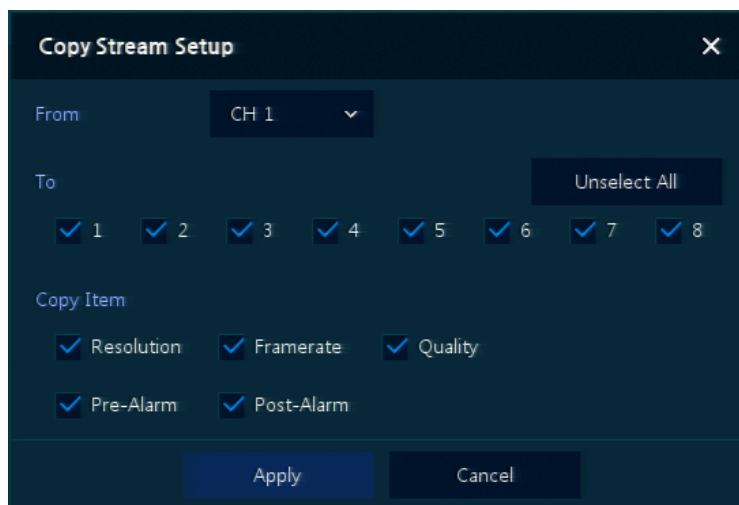 Copy Stream Setup
From CH 1
To Unselect All
1 2 3 4 5 6 7 8
Copy Item
Resolution Framerate Quality
Pre-Alarm Post-Alarm
Apply Cancel